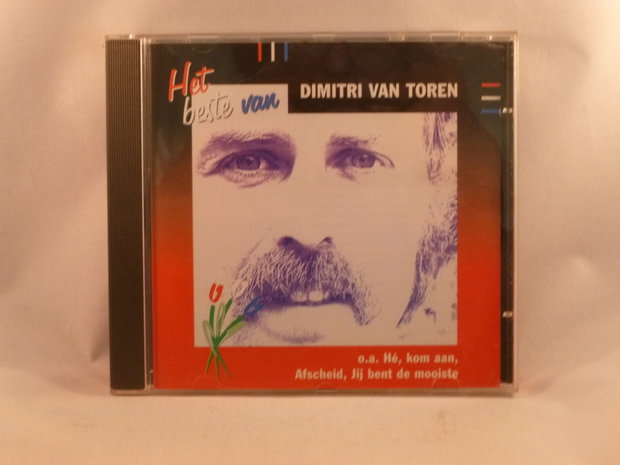 Het
beste van
DIMITRI VAN TOREN
o.a. Hé, kom aan,
Afscheid, Jij bent de mooiste